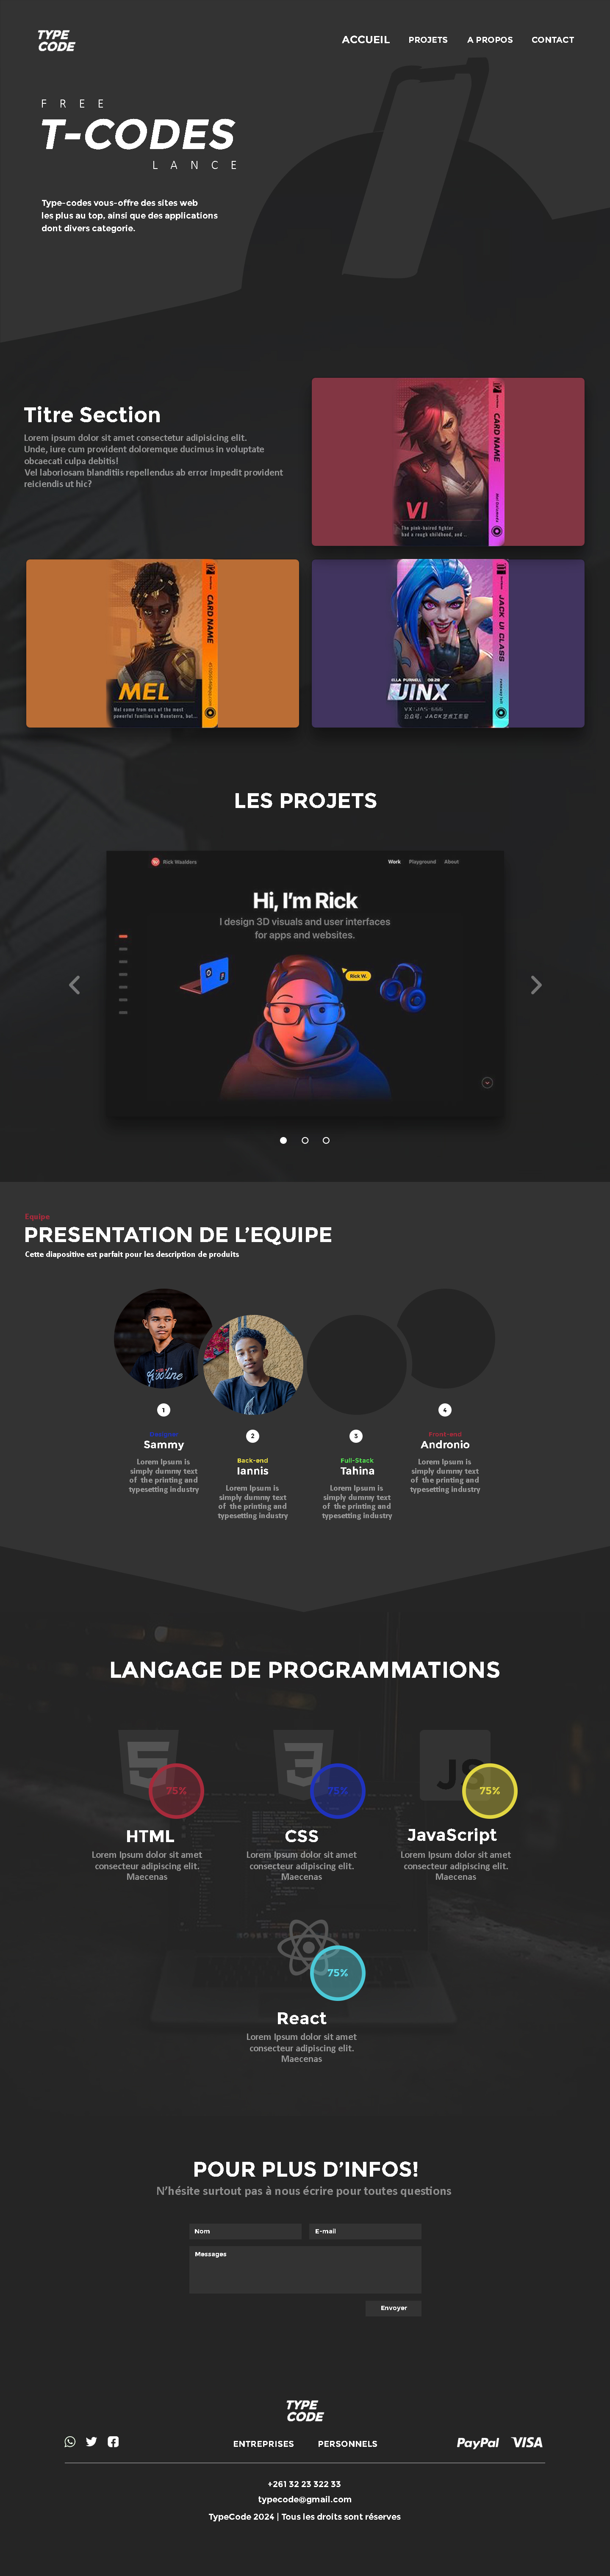 TYPE
CODE
ACCUEIL PROJETS A PROPOS CONTACT
FREE
T-CODES
LANCE
Type-codes vous-offre des sites web
les plus au top, ainsi que des applications
dont divers categorie.
Titre Section
Lorem ipsum dolor sit amet consectetur adipisicing elit.
Unde, iure cum provident doloremque ducimus in voluptate
obcaecati culpa debitis!
Vel laboriosam blanditiis repellendus ab error impedit provident
reiciendis ut hic?
CARD NAME
VI
The pink-haired fighter
had a rough childhood, and ..
CARD NAME
MEL
Mel come from one of the most
powerful families in Runeterra, but...
JACK UI CLASS
ELLA PURNELL
JINX
LES PROJETS
Rick Waalders
Work Playground About
Hi, I'm Rick
I design 3D visuals and user interfaces
for apps and websites.
Rick W.
Equipe
PRESENTATION DE L'EQUIPE
Cette diapositive est parfait pour les description de produits
1
Sammy
Lorem Ipsum is
simply dummy text
of the printing and
typesetting industry
2
Back-end
Iannis
Lorem Ipsum is
simply dummy text
of the printing and
typesetting industry
3
Full-Stack
Tahina
Lorem Ipsum is
simply dummy text
of the printing and
typesetting industry
4
Front-end
Andronio
Lorem Ipsum is
simply dummy text
of the printing and
typesetting industry
LANGAGE DE PROGRAMMATIONS
75%
HTML
Lorem Ipsum dolor sit amet
consecteur adipiscing elit.
Maecenas
75%
CSS
Lorem Ipsum dolor sit amet
consecteur adipiscing elit.
Maecenas
JS
75%
JavaScript
Lorem Ipsum dolor sit amet
consecteur adipiscing elit.
Maecenas
75%
React
Lorem Ipsum dolor sit amet
consecteur adipiscing elit.
Maecenas
POUR PLUS D'INFOS!
N'hésite surtout pas à nous écrire pour toutes questions
Nom
E-mail
Messages
Envoyer
TYPE
CODE
ENTREPRISES PERSONNELS
PayPal VISA
+261 32 23 322 33
typecode@gmail.com
TypeCode 2024 | Tous les droits sont réserves